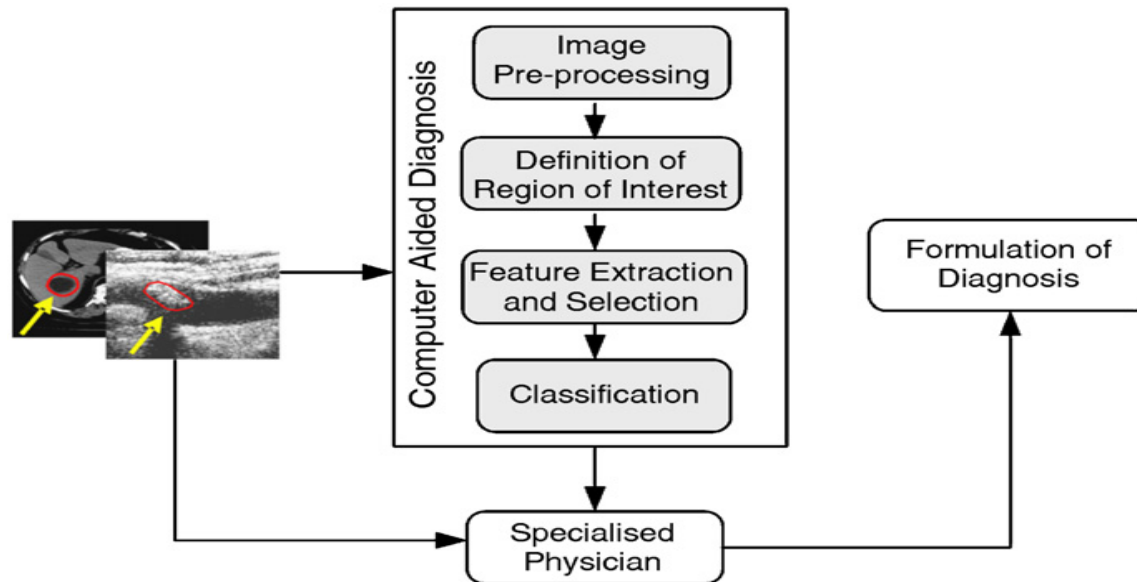 Computer Aided Diagnosis
Image
Pre-processing
Definition of
Region of Interest
Feature Extraction
and Selection
Classification
Specialised
Physician
Formulation of
Diagnosis